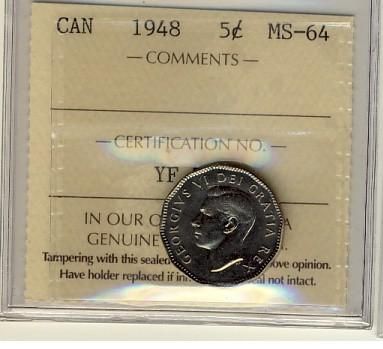 CAN 1948 5¢ MS-64
— COMMENTS —
— CERTIFICATION NO. —
YF
IN OUR
GENUINE
Tampering with this sealed ove opinion.
Have holder replaced if in al not intact.
GEORGIVS VI DEI GRATIA REX